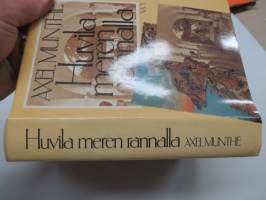 AXEL MUNTHE
Huvila
meren
rannalla
Huvila meren rannalla AXEL MUNTHE